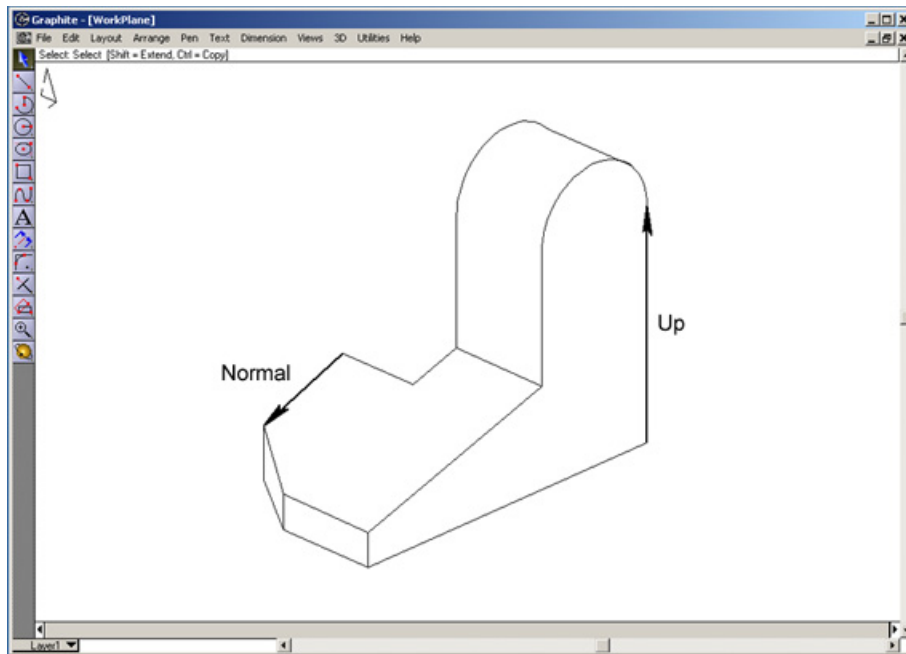 Graphite - [WorkPlane]
File Edit Layout Arrange Pen Text Dimension Views 3D Utilities Help
Select: Select [Shift = Extend, Ctrl = Copy]
A
Up
Normal
Layer1